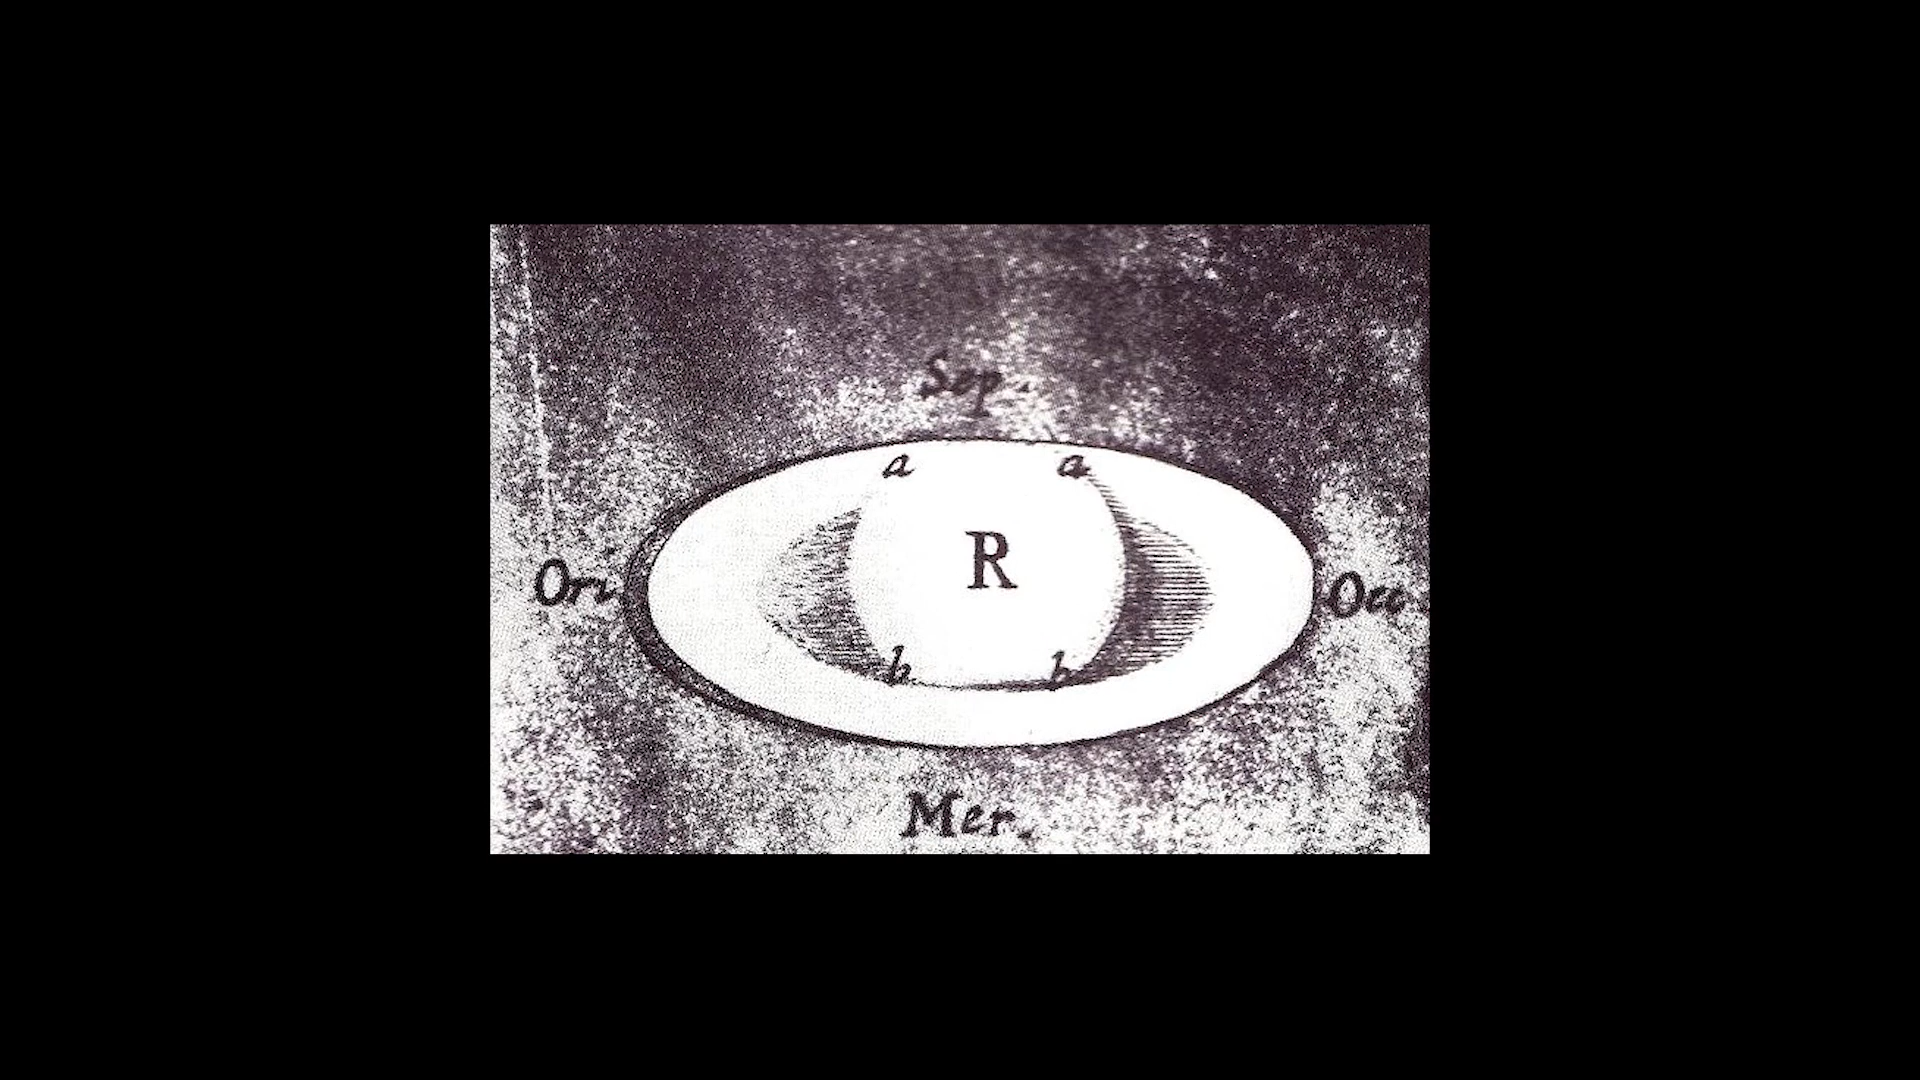 Sep.
a a
R
Ori Occ.
b b
Mer.